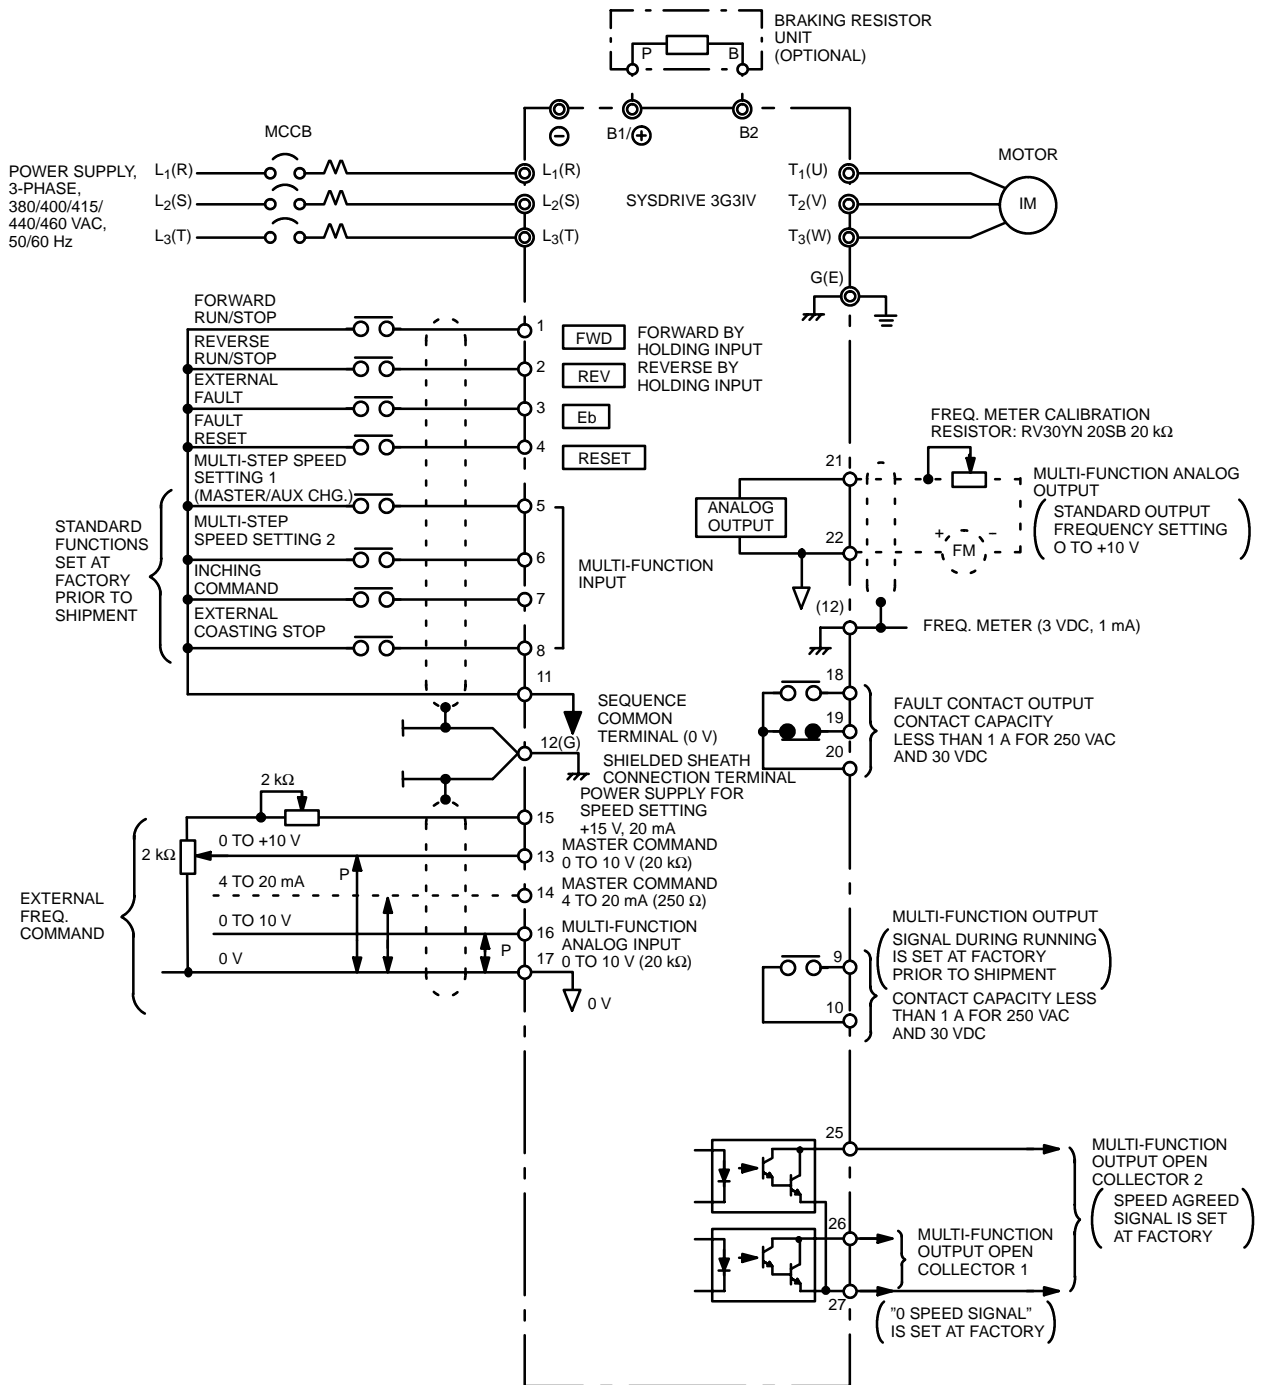 BRAKING RESISTOR
UNIT
(OPTIONAL)
P
B
MCCB
B1/⊕
B2
⊖
POWER SUPPLY,
3-PHASE,
380/400/415/
440/460 VAC,
50/60 Hz
L1(R)
L2(S)
L3(T)
L1(R)
L2(S)
L3(T)
SYSDRIVE 3G3IV
T1(U)
T2(V)
T3(W)
MOTOR
IM
G(E)
FORWARD
RUN/STOP
REVERSE
RUN/STOP
EXTERNAL
FAULT
FAULT
RESET
MULTI-STEP SPEED
SETTING 1
(MASTER/AUX CHG.)
MULTI-STEP
SPEED SETTING 2
INCHING
COMMAND
EXTERNAL
COASTING STOP
STANDARD
FUNCTIONS
SET AT
FACTORY
PRIOR TO
SHIPMENT
1
2
3
4
5
6
7
8
11
12(G)
FWD
REV
Eb
RESET
FORWARD BY
HOLDING INPUT
REVERSE BY
HOLDING INPUT
MULTI-FUNCTION
INPUT
SEQUENCE
COMMON
TERMINAL (0 V)
SHIELDED SHEATH
CONNECTION TERMINAL
POWER SUPPLY FOR
SPEED SETTING
+15 V, 20 mA
MASTER COMMAND
0 TO 10 V (20 kΩ)
MASTER COMMAND
4 TO 20 mA (250 Ω)
MULTI-FUNCTION
ANALOG INPUT
0 TO 10 V (20 kΩ)
0 V
15
13
14
16
17
EXTERNAL
FREQ.
COMMAND
2 kΩ
2 kΩ
0 TO +10 V
4 TO 20 mA
0 TO 10 V
0 V
P
P
FREQ. METER CALIBRATION
RESISTOR: RV30YN 20SB 20 kΩ
21
22
(12)
ANALOG
OUTPUT
+
FM
−
MULTI-FUNCTION ANALOG
OUTPUT
STANDARD OUTPUT
FREQUENCY SETTING
O TO +10 V
FREQ. METER (3 VDC, 1 mA)
18
19
20
FAULT CONTACT OUTPUT
CONTACT CAPACITY
LESS THAN 1 A FOR 250 VAC
AND 30 VDC
MULTI-FUNCTION OUTPUT
(SIGNAL DURING RUNNING
IS SET AT FACTORY
PRIOR TO SHIPMENT)
9
10
CONTACT CAPACITY LESS
THAN 1 A FOR 250 VAC
AND 30 VDC
25
26
27
MULTI-FUNCTION
OUTPUT OPEN
COLLECTOR 2
(SPEED AGREED
SIGNAL IS SET
AT FACTORY)
MULTI-FUNCTION
OUTPUT OPEN
COLLECTOR 1
("0 SPEED SIGNAL"
IS SET AT FACTORY)